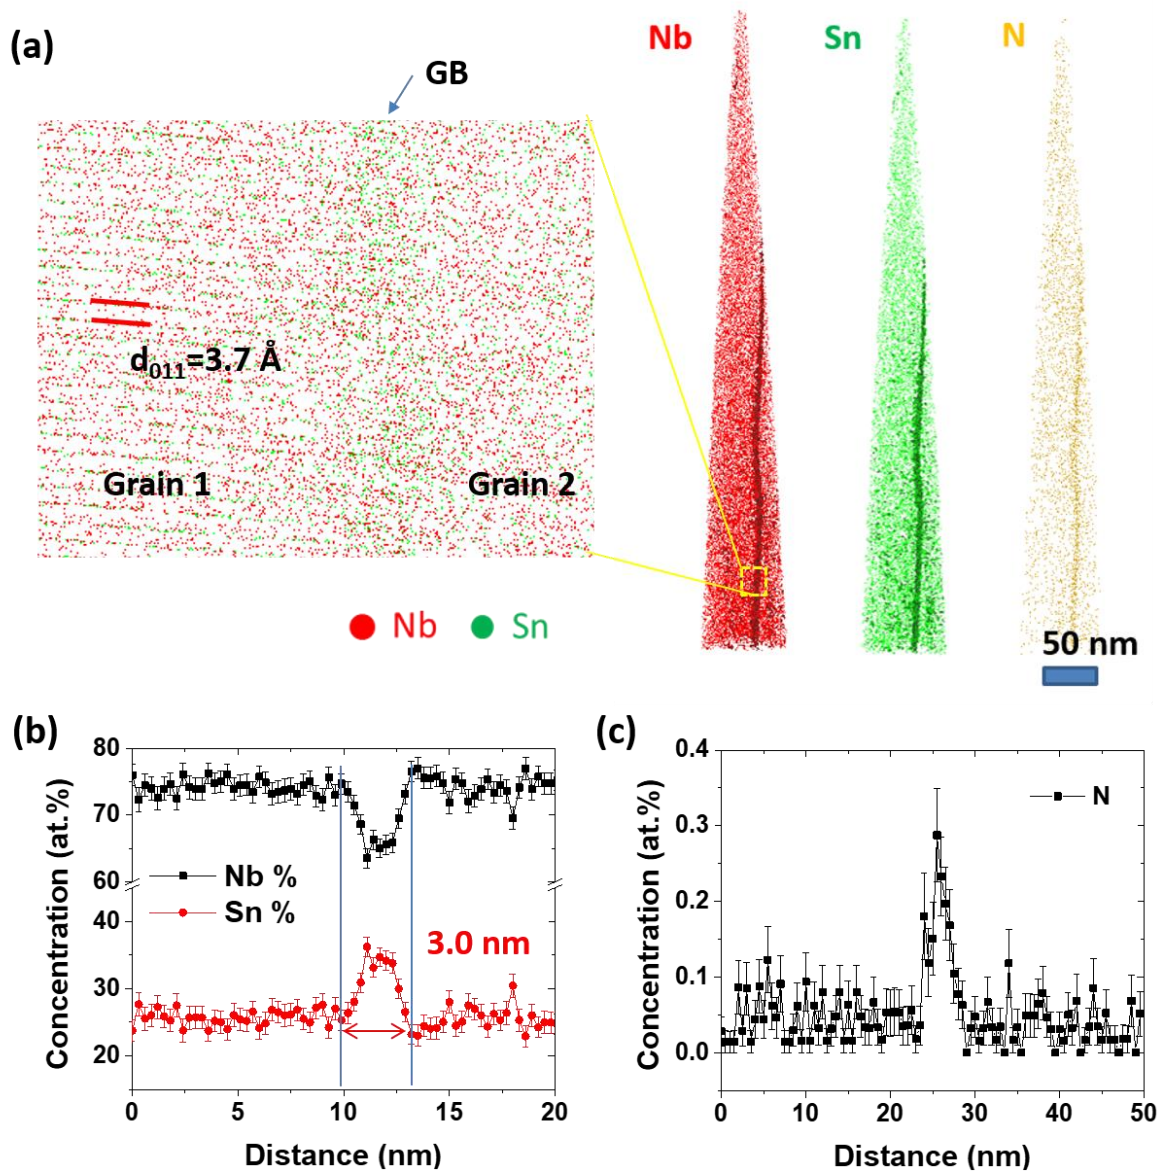 (a)
GB
Nb
Sn
N
d₀₁₁=3.7 Å
Grain 1
Grain 2
Nb
Sn
50 nm
(b)
Concentration (at.%)
80
70
60
40
30
20
Nb %
Sn %
3.0 nm
0
5
10
15
20
Distance (nm)
(c)
Concentration (at.%)
0.4
0.3
0.2
0.1
0.0
N
0
10
20
30
40
50
Distance (nm)